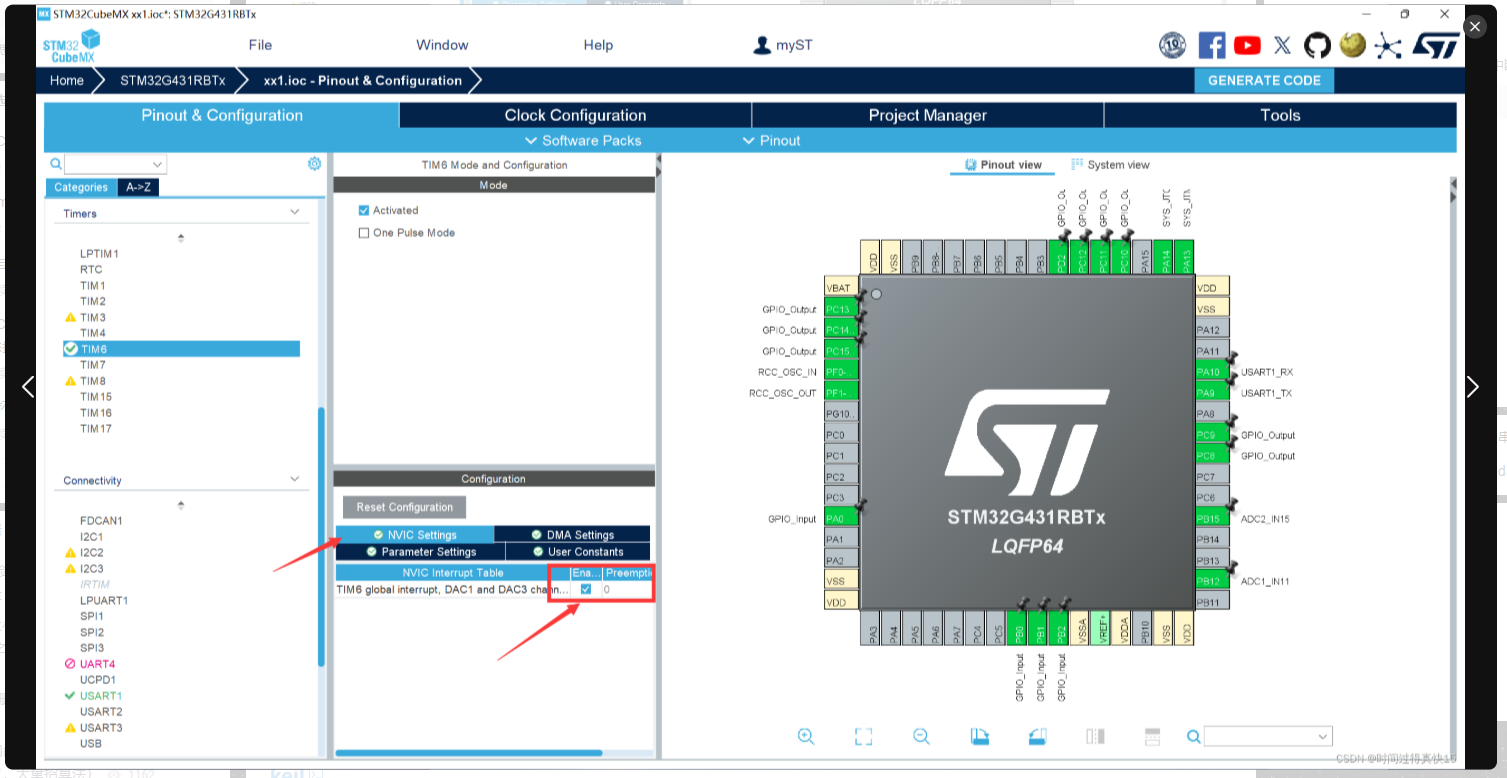 STM32CubeMX xx1.ioc*: STM32G431RBTx
STM32 CubeMX
File
Window
Help
myST
10
Home
STM32G431RBTx
xx1.ioc - Pinout & Configuration
GENERATE CODE
Pinout & Configuration
Clock Configuration
Project Manager
Tools
Software Packs
Pinout
Categories
A->Z
Timers
LPTIM1
RTC
TIM1
TIM2
TIM3
TIM4
TIM6
TIM7
TIM8
TIM15
TIM16
TIM17
Connectivity
FDCAN1
I2C1
I2C2
I2C3
IRTIM
LPUART1
SPI1
SPI2
SPI3
UART4
UCPD1
USART1
USART2
USART3
USB
TIM6 Mode and Configuration
Mode
Activated
One Pulse Mode
Configuration
Reset Configuration
NVIC Settings
DMA Settings
Parameter Settings
User Constants
NVIC Interrupt Table
Ena...
Preemptio
TIM6 global interrupt, DAC1 and DAC3 chann...
0
Pinout view
System view
GPIO_Ou
GPIO_Ou
GPIO_Ou
GPIO_Ou
SYS_JTC
SYS_JTM
VDD
VSS
PB9
PB8-
PB7
PB6
PB5
PB4
PB3
PD2
PC12
PC11
PC10
PA15
PA14
PA13
VBAT
GPIO_Output
PC13
GPIO_Output
PC14..
GPIO_Output
PC15
RCC_OSC_IN
PF0-..
RCC_OSC_OUT
PF1-..
PG10..
PC0
PC1
PC2
PC3
GPIO_Input
PA0
PA1
PA2
VSS
VDD
STM32G431RBTx
LQFP64
VDD
VSS
PA12
PA11
PA10
USART1_RX
PA9
USART1_TX
PA8
PC9
GPIO_Output
PC8
GPIO_Output
PC7
PC6
PB15
ADC2_IN15
PB14
PB13
PB12
ADC1_IN11
PB11
PA3
PA4
PA5
PA6
PA7
PC4
PC5
PB0
PB1
PB2
VSSA
VREF+
VDDA
PB10
VSS
VDD
GPIO_Input
GPIO_Input
GPIO_Input
CSDN @时间过得真快15